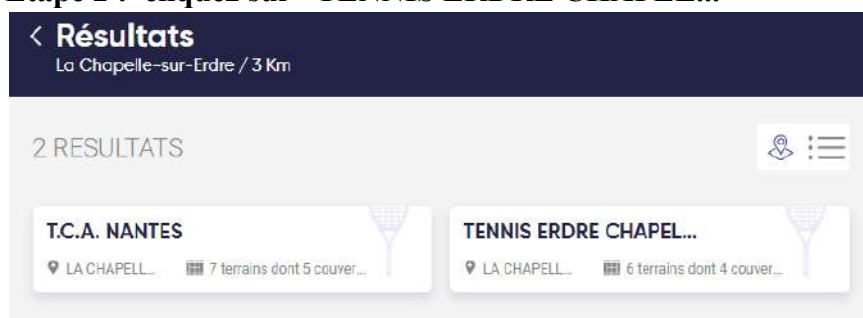 < Résultats
La Chapelle-sur-Erdre / 3 Km
2 RESULTATS
T.C.A. NANTES
LA CHAPELL... 7 terrains dont 5 couver...
TENNIS ERDRE CHAPEL...
LA CHAPELL... 6 terrains dont 4 couver...